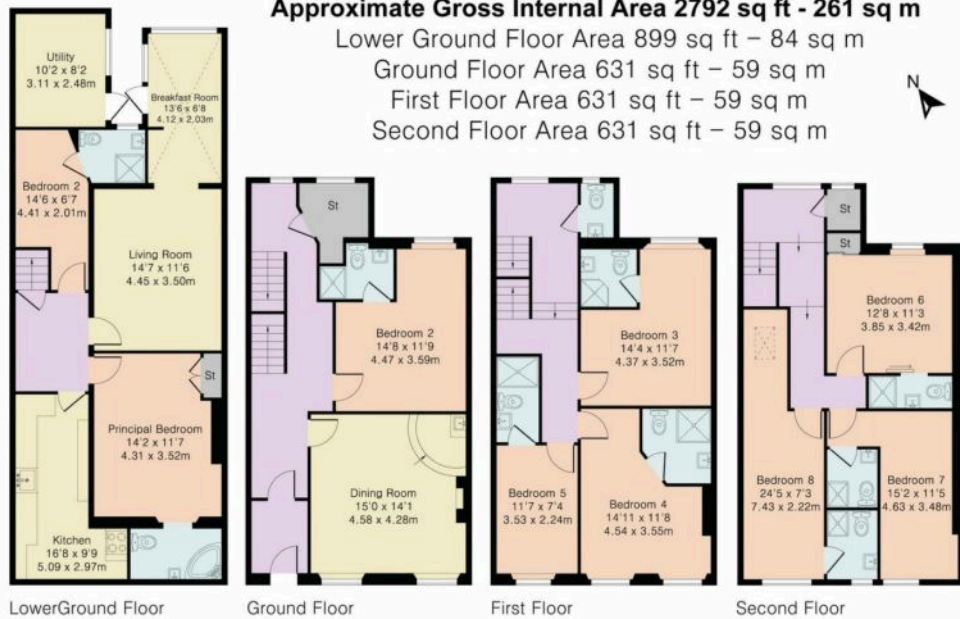 Approximate Gross Internal Area 2792 sq ft - 261 sq m
Lower Ground Floor Area 899 sq ft – 84 sq m
Ground Floor Area 631 sq ft – 59 sq m
First Floor Area 631 sq ft – 59 sq m
Second Floor Area 631 sq ft – 59 sq m
N
Utility
10'2 x 8'2
3.11 x 2.48m
Breakfast Room
13'6 x 6'8
4.12 x 2.03m
Bedroom 2
14'6 x 6'7
4.41 x 2.01m
Living Room
14'7 x 11'6
4.45 x 3.50m
St
Principal Bedroom
14'2 x 11'7
4.31 x 3.52m
Kitchen
16'8 x 9'9
5.09 x 2.97m
LowerGround Floor
St
Bedroom 2
14'8 x 11'9
4.47 x 3.59m
Dining Room
15'0 x 14'1
4.58 x 4.28m
Ground Floor
Bedroom 3
14'4 x 11'7
4.37 x 3.52m
Bedroom 5
11'7 x 7'4
3.53 x 2.24m
Bedroom 4
14'11 x 11'8
4.54 x 3.55m
First Floor
St
St
Bedroom 6
12'8 x 11'3
3.85 x 3.42m
Bedroom 8
24'5 x 7'3
7.43 x 2.22m
Bedroom 7
15'2 x 11'5
4.63 x 3.48m
Second Floor